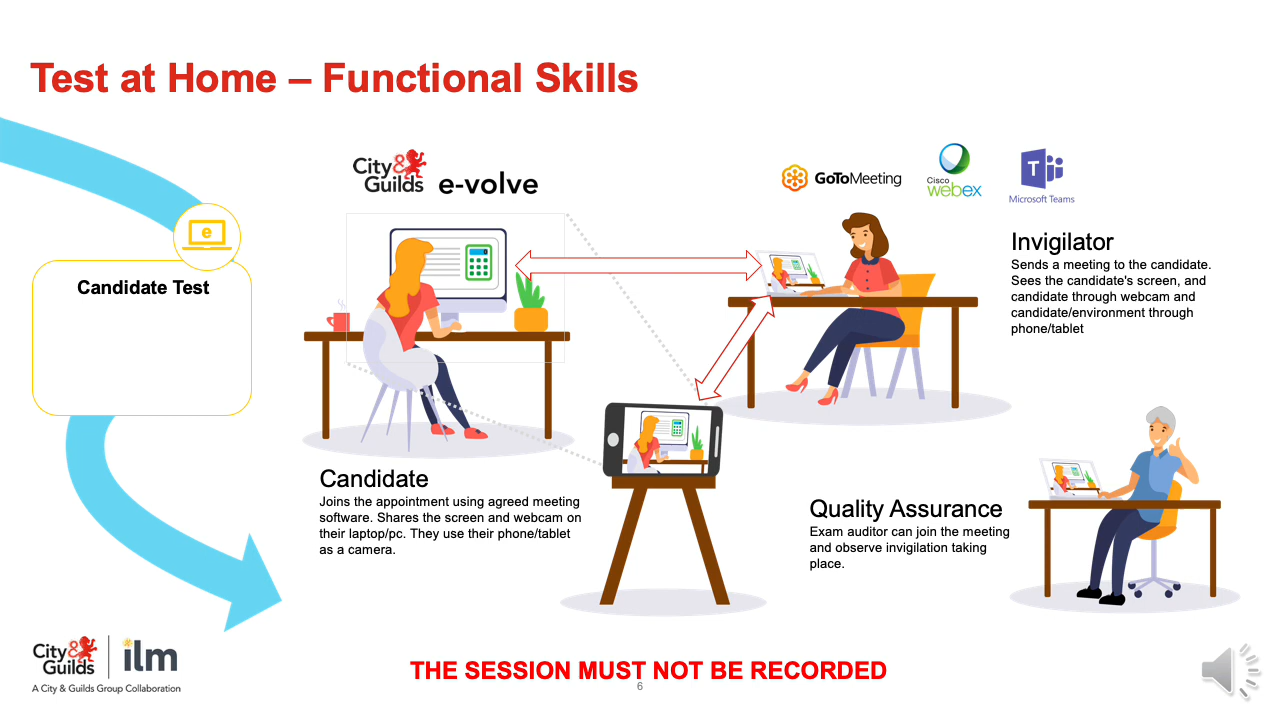 Test at Home – Functional Skills
City&
Guilds
e-volve
GoToMeeting
Cisco
webex
T
Microsoft Teams
e
Candidate Test
Invigilator
Sends a meeting to the candidate.
Sees the candidate's screen, and
candidate through webcam and
candidate/environment through
phone/tablet
Candidate
Joins the appointment using agreed meeting
software. Shares the screen and webcam on
their laptop/pc. They use their phone/tablet
as a camera.
Quality Assurance
Exam auditor can join the meeting
and observe invigilation taking
place.
City&
Guilds
ilm
A City & Guilds Group Collaboration
THE SESSION MUST NOT BE RECORDED
6